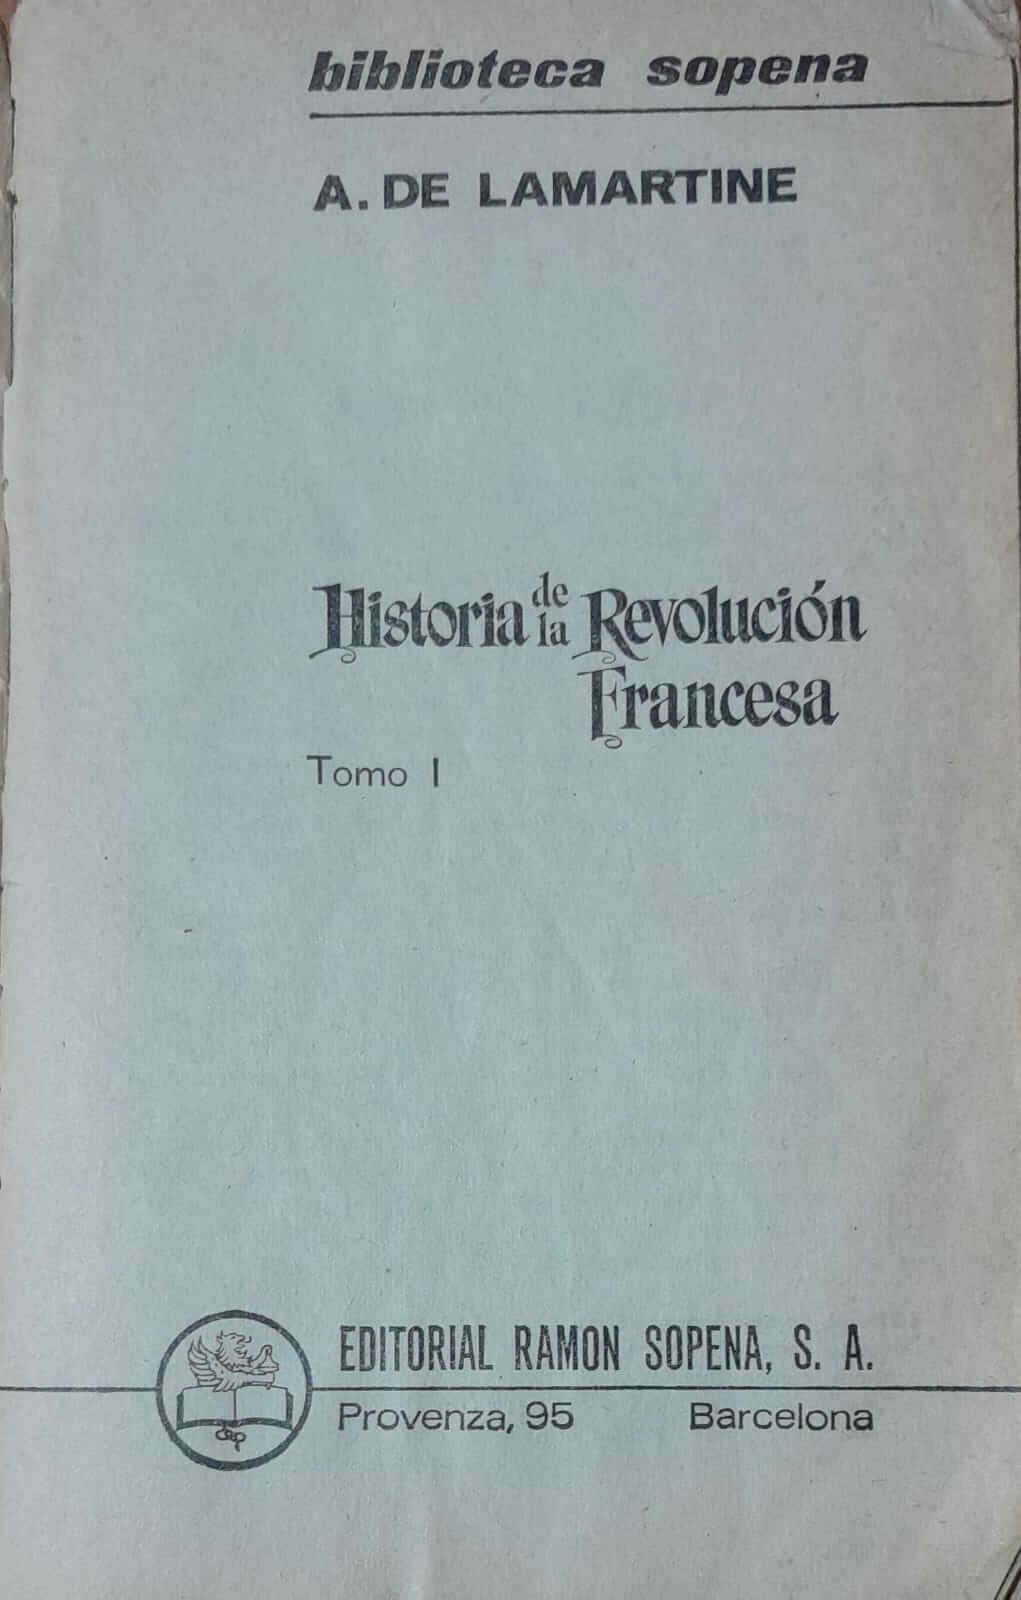 biblioteca sopena
A. DE LAMARTINE
Historia de la Revolución
Francesa
Tomo I
EDITORIAL RAMON SOPENA, S. A.
Provenza, 95 Barcelona